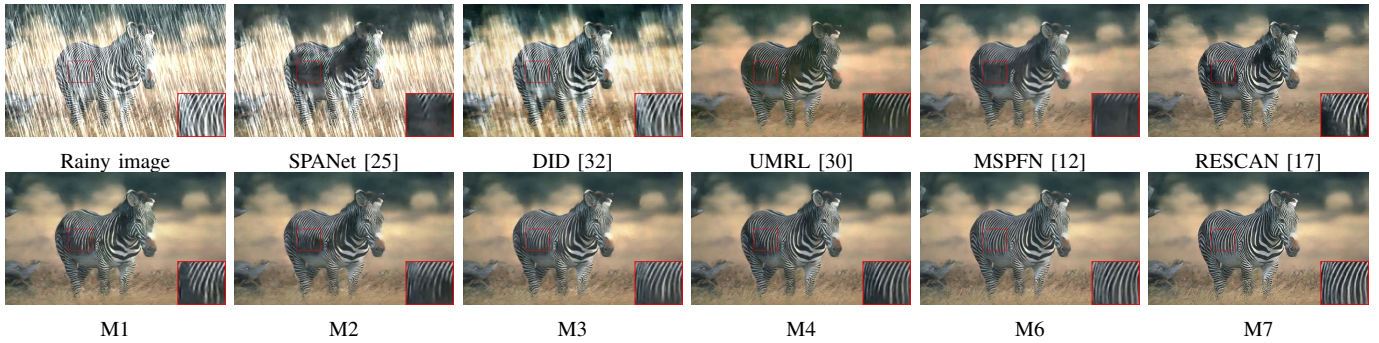 Rainy image SPANet [25] DID [32] UMRL [30] MSPFN [12] RESCAN [17]
M1 M2 M3 M4 M6 M7